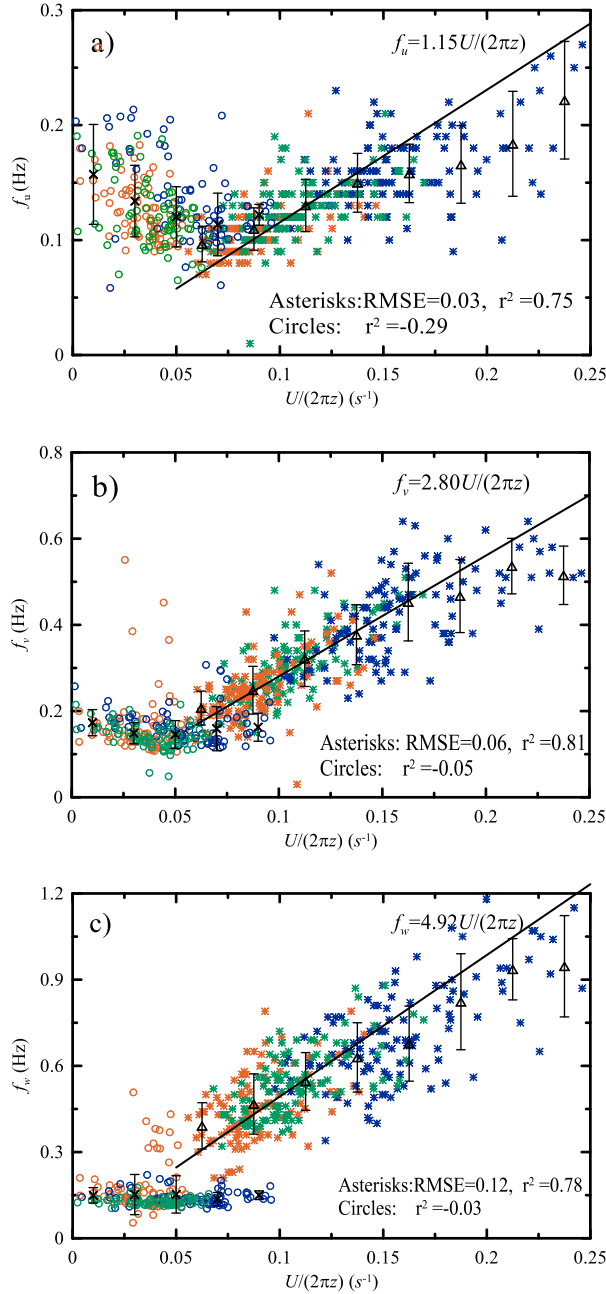 0.3
a)
f_u=1.15U/(2πz)
0.2
f_u (Hz)
0.1
Asterisks:RMSE=0.03, r² =0.75
Circles: r² =-0.29
0
0 0.05 0.1 0.15 0.2 0.25
U/(2πz) (s⁻¹)
0.8
b)
f_v=2.80U/(2πz)
0.6
f_v (Hz)
0.4
0.2
Asterisks: RMSE=0.06, r² =0.81
Circles: r² =-0.05
0
0 0.05 0.1 0.15 0.2 0.25
U/(2πz) (s⁻¹)
1.2
c)
f_w=4.92U/(2πz)
0.9
f_w (Hz)
0.6
0.3
Asterisks:RMSE=0.12, r² =0.78
Circles: r² =-0.03
0
0 0.05 0.1 0.15 0.2 0.25
U/(2πz) (s⁻¹)